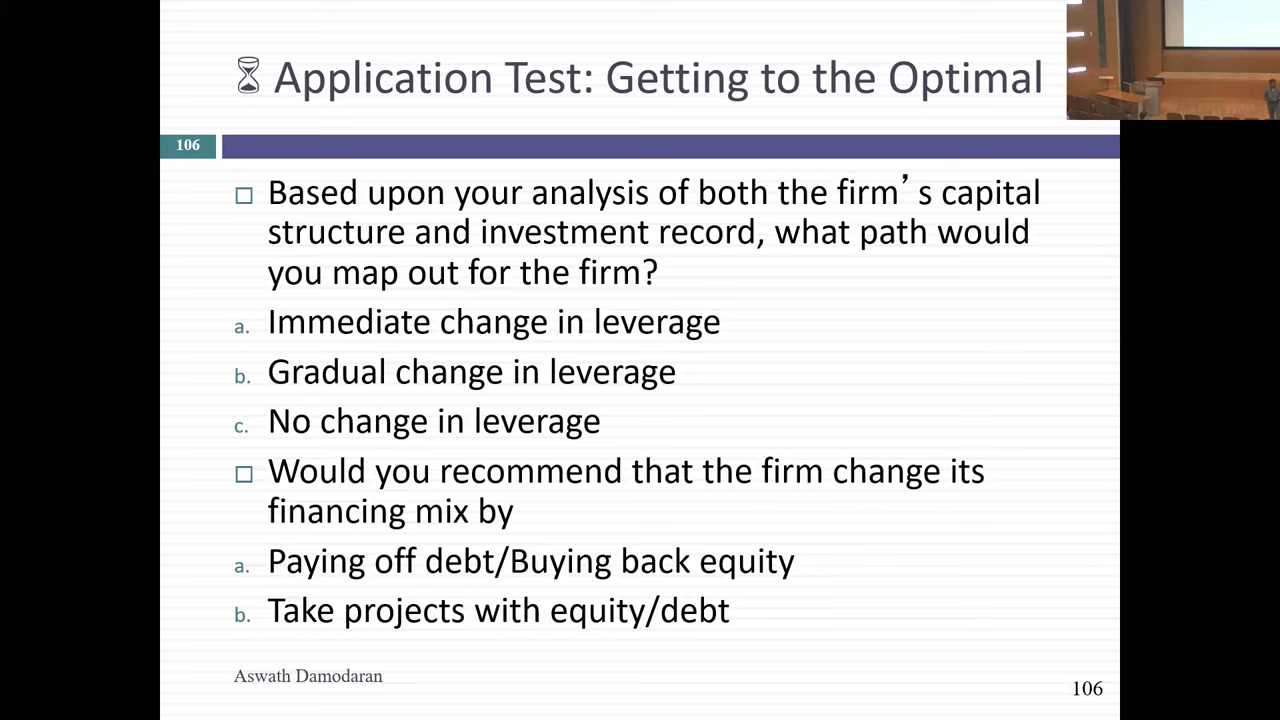 Application Test: Getting to the Optimal
106
Based upon your analysis of both the firm’s capital
structure and investment record, what path would
you map out for the firm?
a. Immediate change in leverage
b. Gradual change in leverage
c. No change in leverage
Would you recommend that the firm change its
financing mix by
a. Paying off debt/Buying back equity
b. Take projects with equity/debt
Aswath Damodaran
106